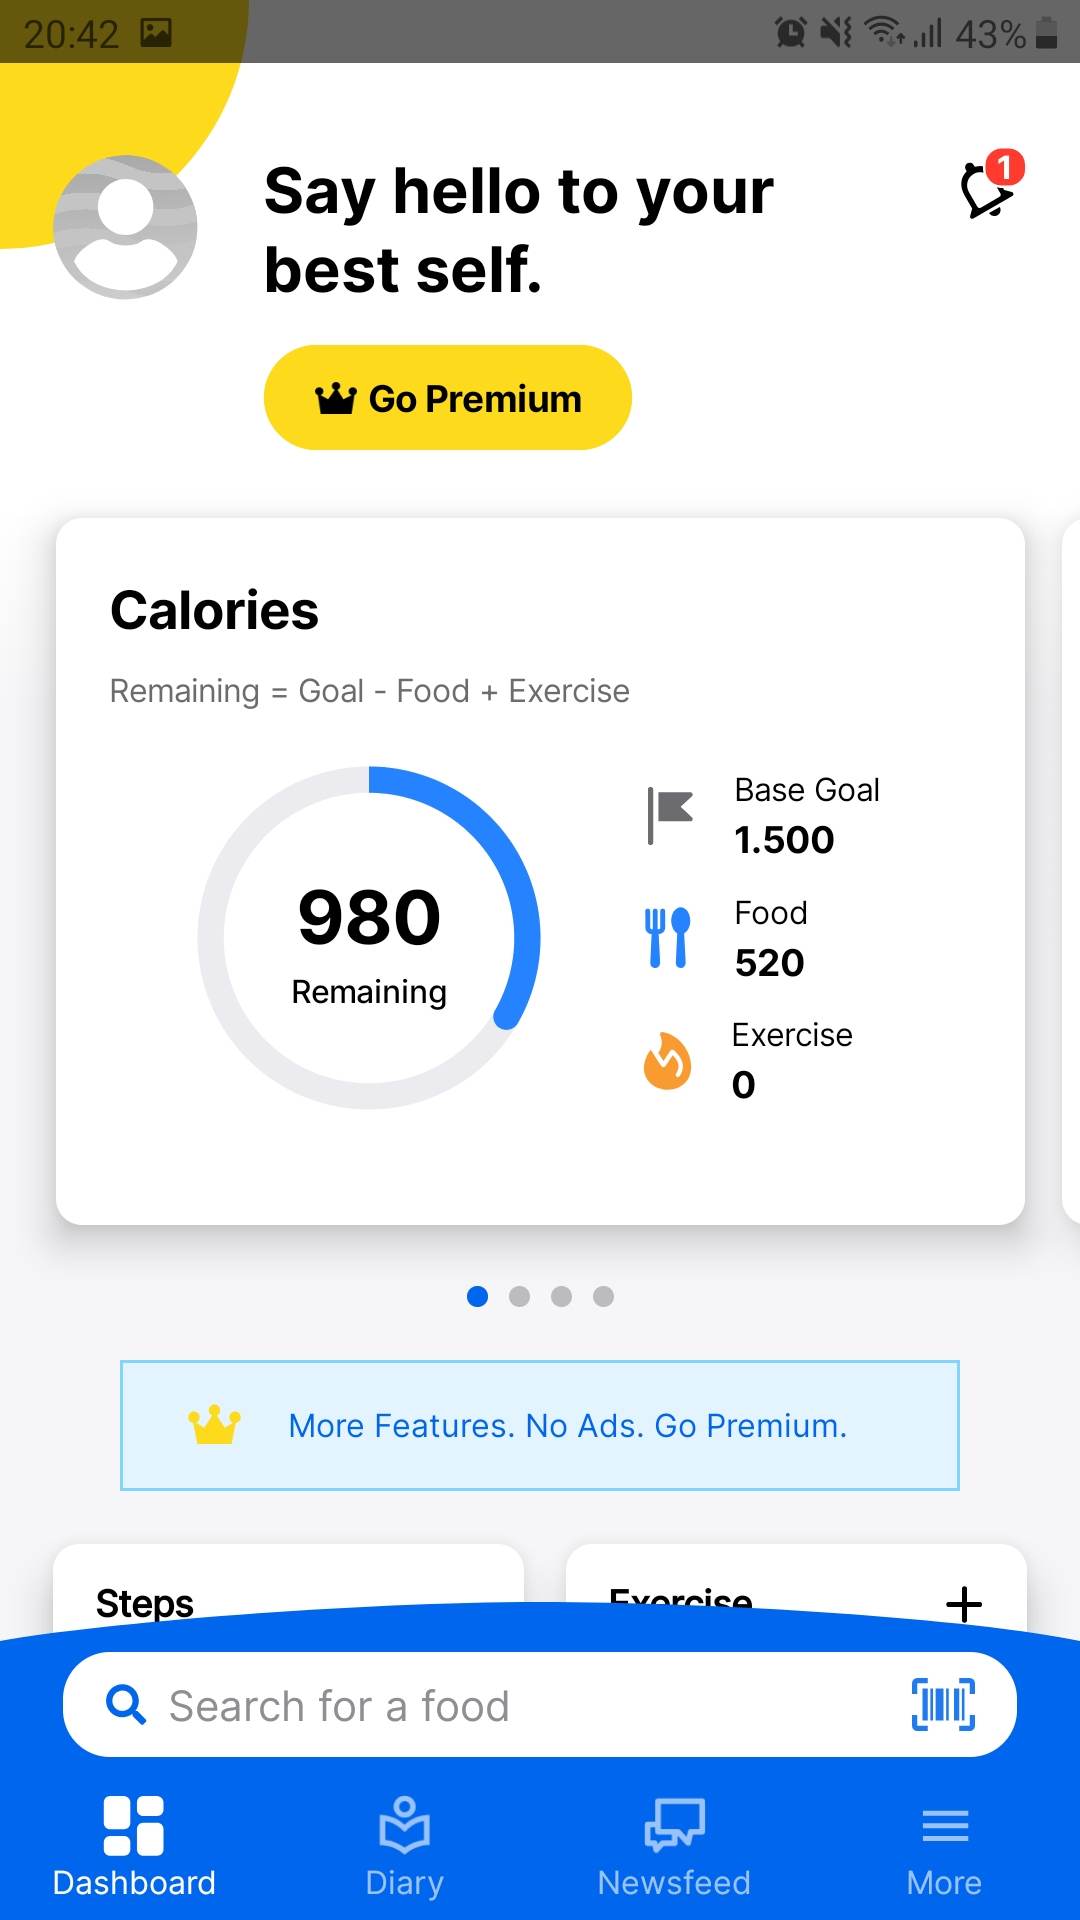 20:42
43%
Say hello to your
best self.
1
Go Premium
Calories
Remaining = Goal - Food + Exercise
980
Remaining
Base Goal
1.500
Food
520
Exercise
0
More Features. No Ads. Go Premium.
Steps
Exercise
Search for a food
Dashboard
Diary
Newsfeed
More